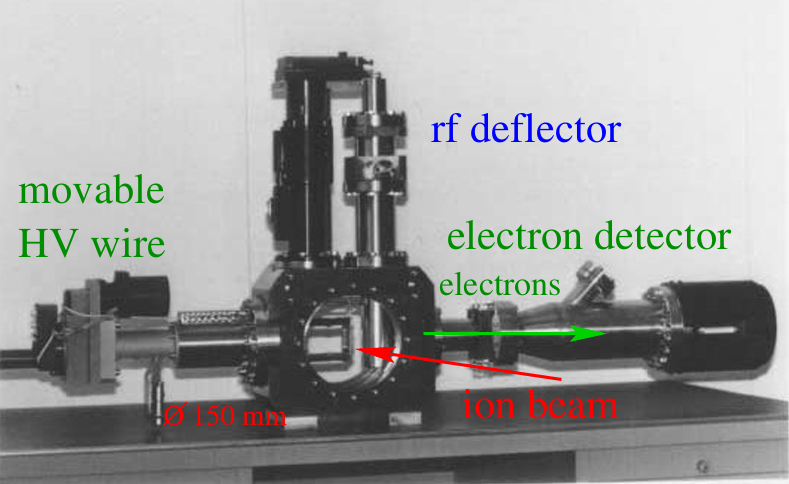 rf deflector
movable
HV wire
electron detector
electrons
Ø 150 mm
ion beam